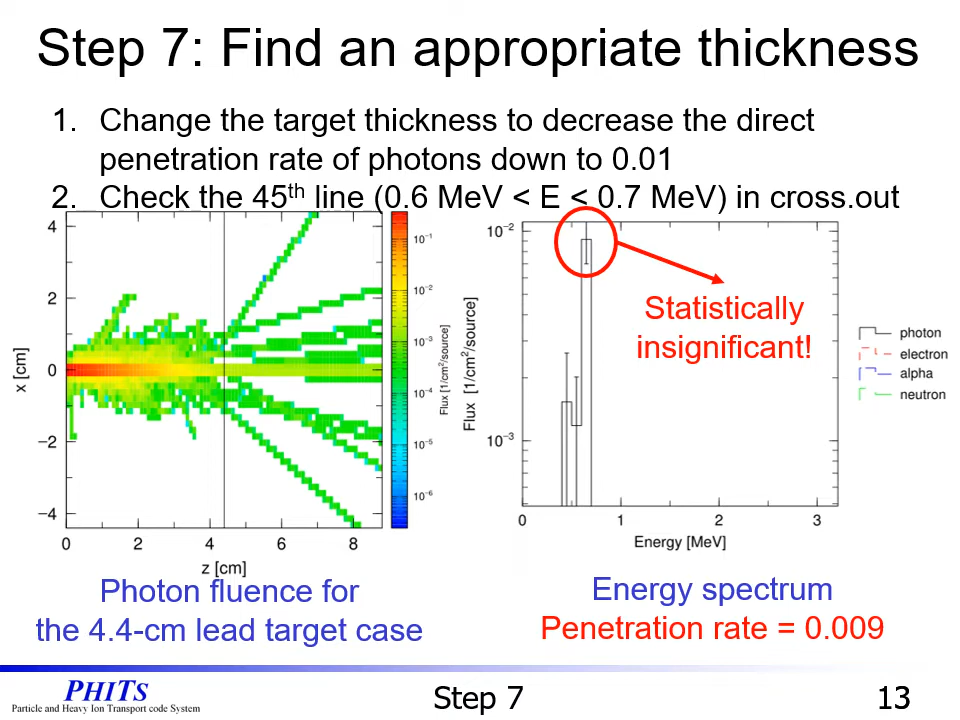 Step 7: Find an appropriate thickness
1. Change the target thickness to decrease the direct
penetration rate of photons down to 0.01
2. Check the 45th line (0.6 MeV < E < 0.7 MeV) in cross.out
4
2
0
−2
−4
x [cm]
0 2 4 6 8
z [cm]
10⁻¹
10⁻²
10⁻³
10⁻⁴
10⁻⁵
10⁻⁶
Flux [1/cm²/source]
Photon fluence for
the 4.4-cm lead target case
10⁻²
10⁻³
Flux [1/cm²/source]
0 1 2 3
Energy [MeV]
Statistically
insignificant!
photon
electron
alpha
neutron
Energy spectrum
Penetration rate = 0.009
PHITS
Particle and Heavy Ion Transport code System
Step 7
13